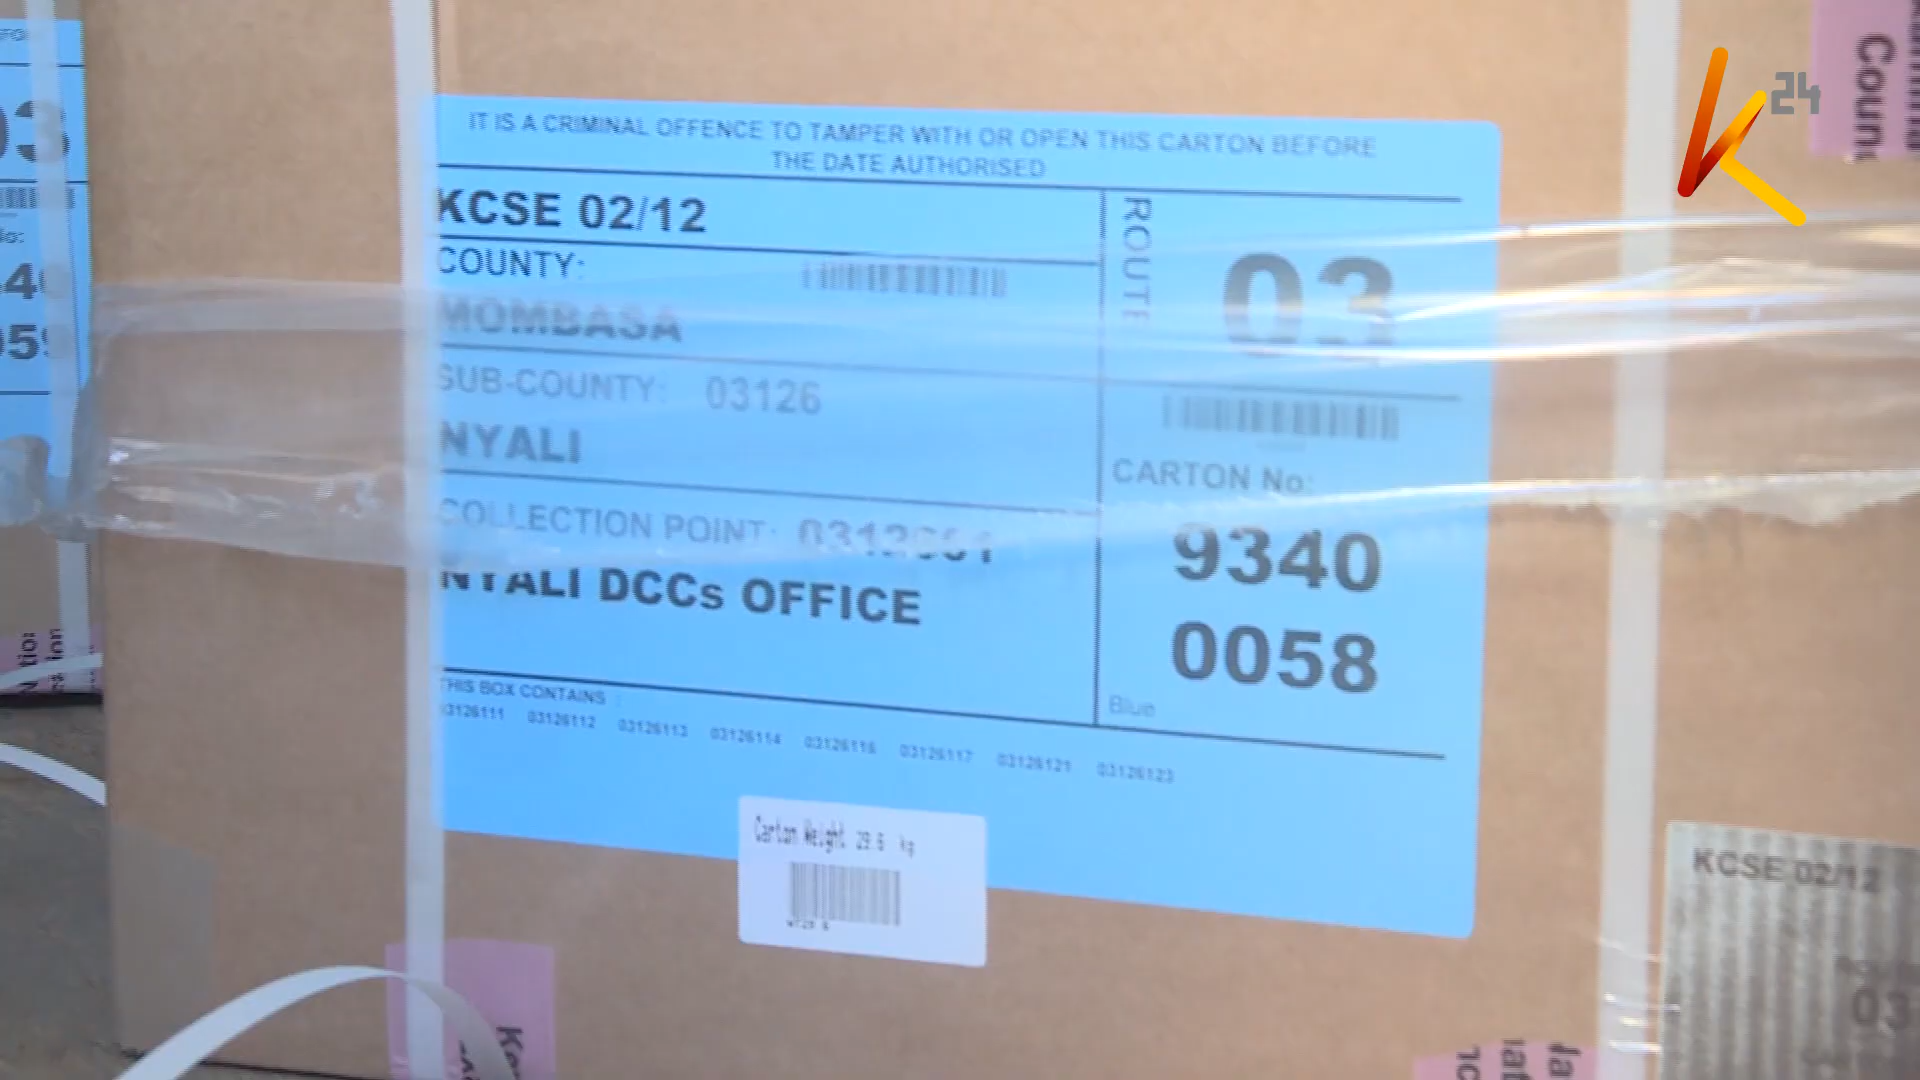 IT IS A CRIMINAL OFFENCE TO TAMPER WITH OR OPEN THIS CARTON BEFORE
THE DATE AUTHORISED
KCSE 02/12
COUNTY:
MOMBASA
SUB-COUNTY: 03126
NYALI
COLLECTION POINT:
NYALI DCCs OFFICE
THIS BOX CONTAINS :
03126111 03126112 03126113 03126114 03126116 03126117 03126121 03126123
ROUTE
03
CARTON No:
9340
0058
Blue
Carton Weight 29.6 kg
24
03
KCSE 02/12
03